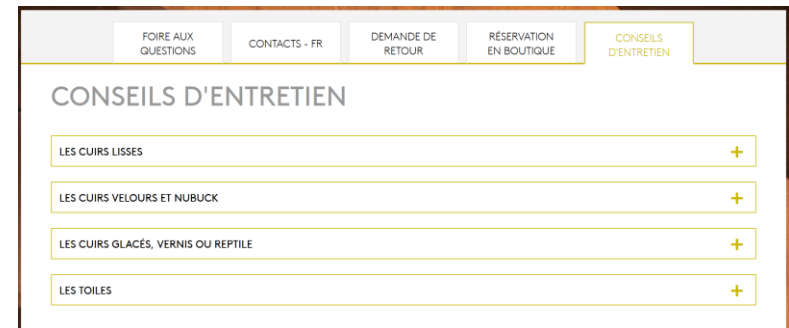 FOIRE AUX
QUESTIONS
CONTACTS - FR
DEMANDE DE
RETOUR
RÉSERVATION
EN BOUTIQUE
CONSEILS
D'ENTRETIEN
CONSEILS D'ENTRETIEN
LES CUIRS LISSES +
LES CUIRS VELOURS ET NUBUCK +
LES CUIRS GLACÉS, VERNIS OU REPTILE +
LES TOILES +